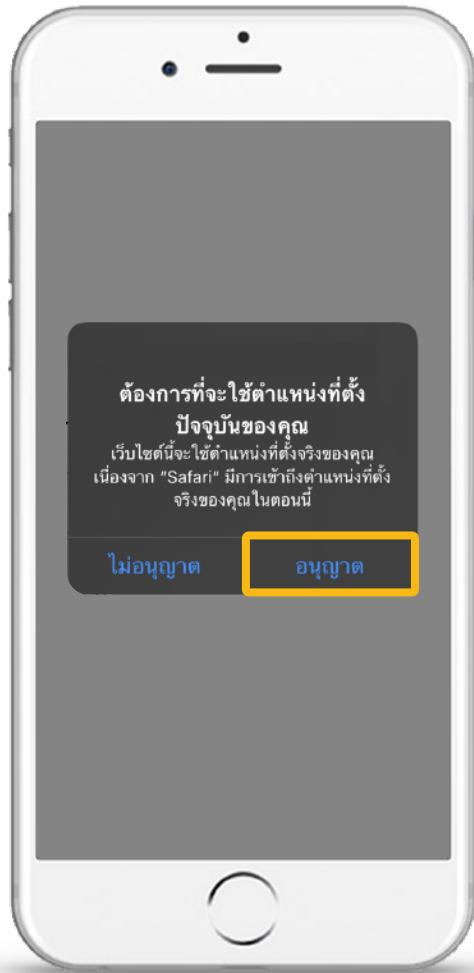 ต้องการที่จะใช้ตำแหน่งที่ตั้ง
ปัจจุบันของคุณ
เว็บไซต์นี้จะใช้ตำแหน่งที่ตั้งจริงของคุณ
เนื่องจาก "Safari" มีการเข้าถึงตำแหน่งที่ตั้ง
จริงของคุณในตอนนี้
ไม่อนุญาต อนุญาต